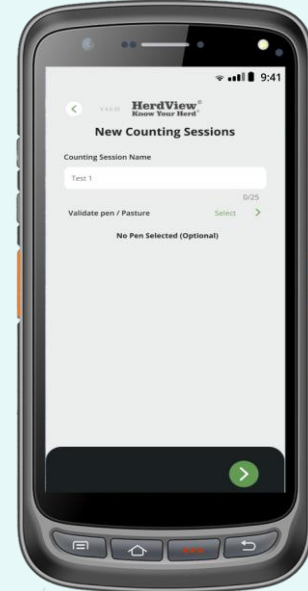 9:41
HerdView®
Know Your Herd®
New Counting Sessions
Counting Session Name
Test 1
0/25
Validate pen / Pasture Select
No Pen Selected (Optional)